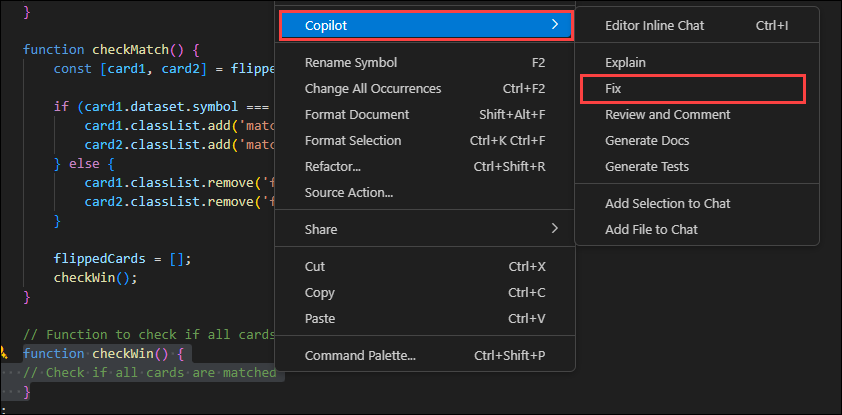 }
function checkMatch() {
const [card1, card2] = flippe
if (card1.dataset.symbol ===
card1.classList.add('matc
card2.classList.add('matc
} else {
card1.classList.remove('f
card2.classList.remove('f
}
flippedCards = [];
checkWin();
}
// Function to check if all cards
function checkWin() {
// Check if all cards are matched
}
Copilot
Rename Symbol F2
Change All Occurrences Ctrl+F2
Format Document Shift+Alt+F
Format Selection Ctrl+K Ctrl+F
Refactor... Ctrl+Shift+R
Source Action...
Share
Cut Ctrl+X
Copy Ctrl+C
Paste Ctrl+V
Command Palette... Ctrl+Shift+P
Editor Inline Chat Ctrl+I
Explain
Fix
Review and Comment
Generate Docs
Generate Tests
Add Selection to Chat
Add File to Chat